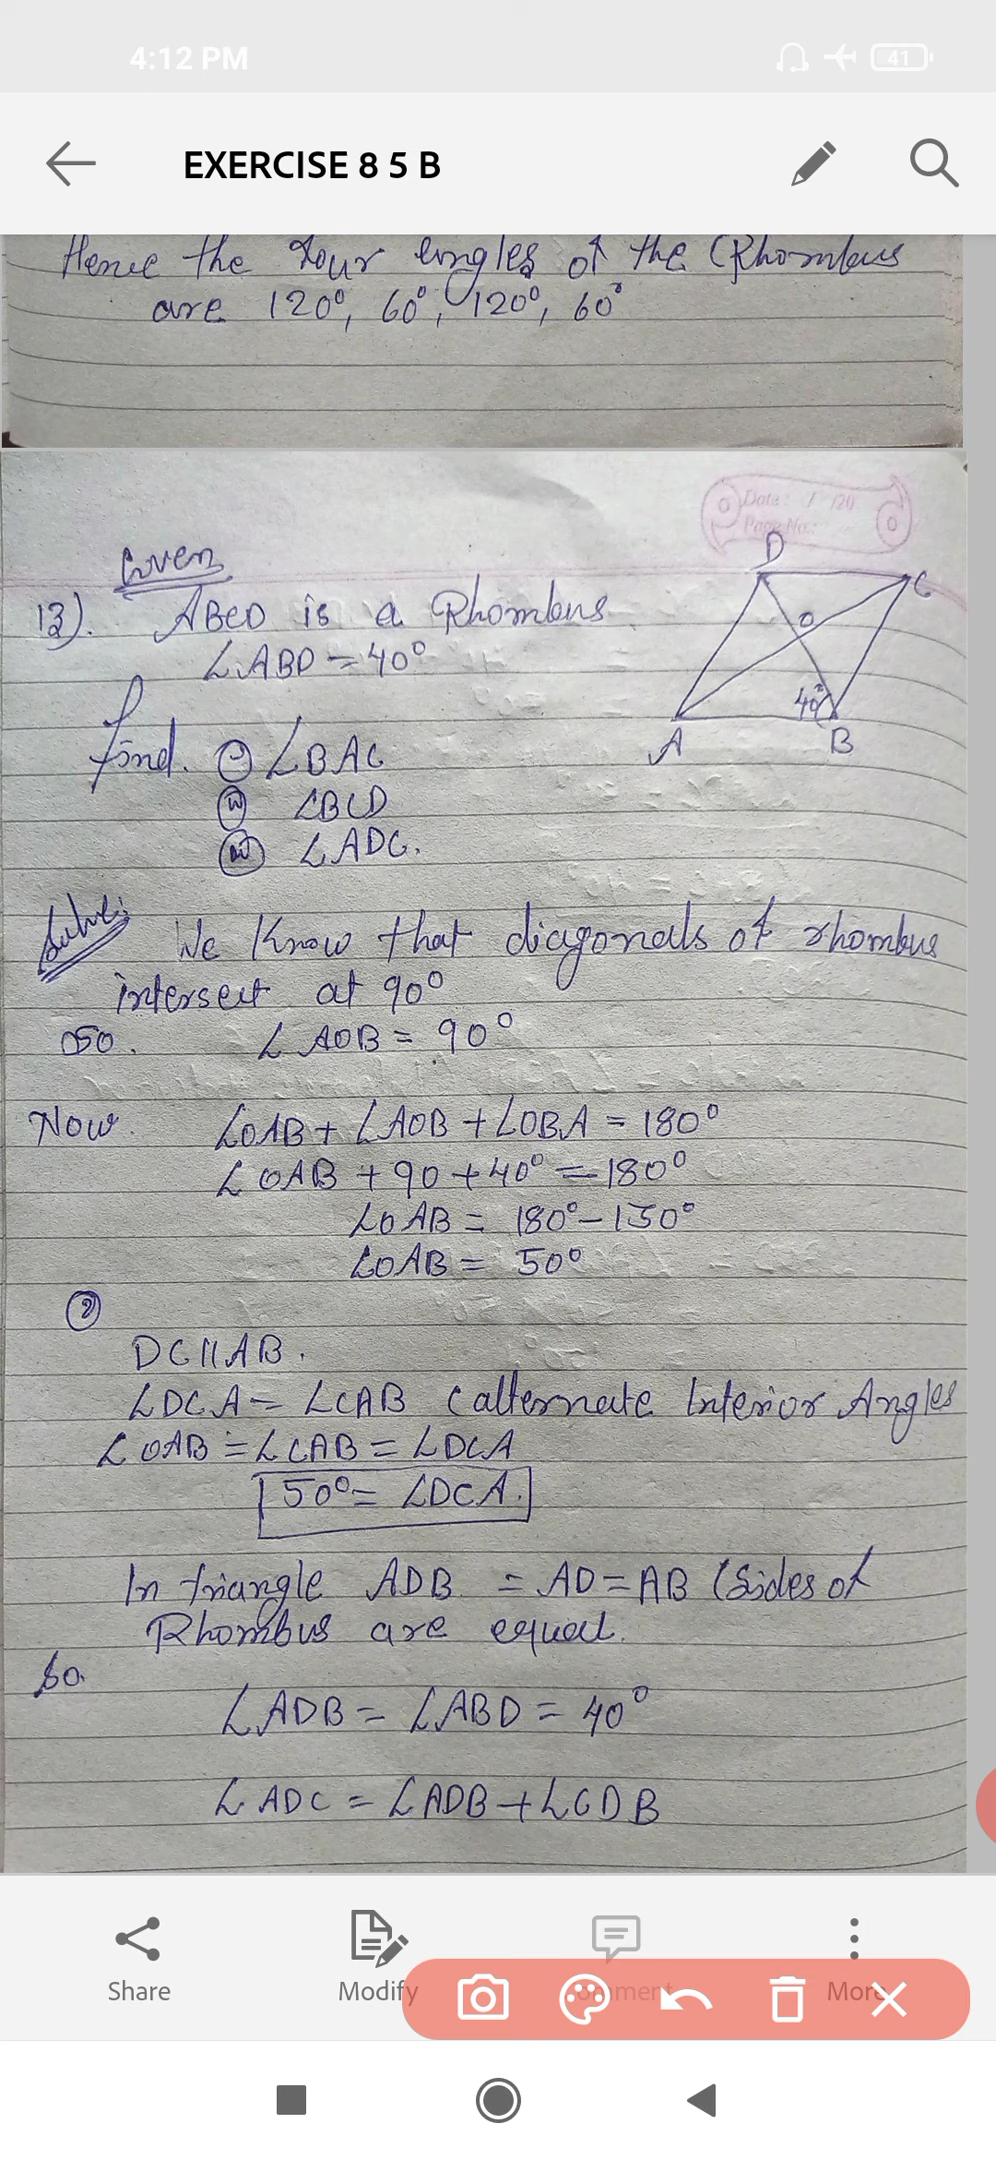 4:12 PM
41
EXERCISE 8 5 B
Hence the four angles of the Rhombus
are 120°, 60°, 120°, 60°
Date: / /20
Page No.:
Given
13). ABCD is a Rhombus
∠ABD = 40°
find. ∠BAC
∠BCD
(iii) ∠ADC.
D
C
O
40°
A
B
Solve: We know that diagonals of rhombus
intersect at 90°
So. ∠AOB = 90°
Now. ∠OAB + ∠AOB + ∠OBA = 180°
∠OAB + 90 + 40° = 180°
∠OAB = 180° - 130°
∠OAB = 50°
DC || AB.
∠DCA = ∠CAB (alternate Interior Angles
∠OAB = ∠CAB = ∠DCA
50° = ∠DCA.
In triangle ADB = AD = AB (Sides of
Rhombus are equal.
So.
∠ADB = ∠ABD = 40°
∠ADC = ∠ADB + ∠CDB
Share
Modify
More